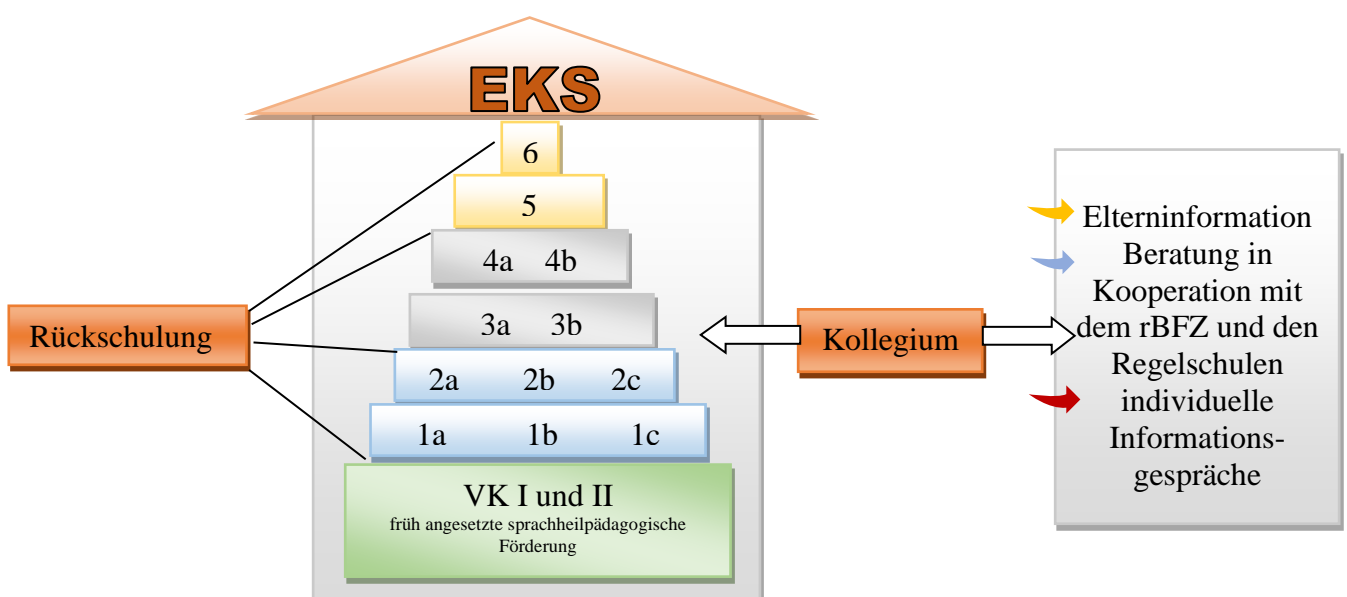 EKS
6
5
4a 4b
3a 3b
2a 2b 2c
1a 1b 1c
VK I und II
früh angesetzte sprachheilpädagogische
Förderung
Rückschulung
Kollegium
Elterninformation
Beratung in
Kooperation mit
dem rBFZ und den
Regelschulen
individuelle
Informations-
gespräche